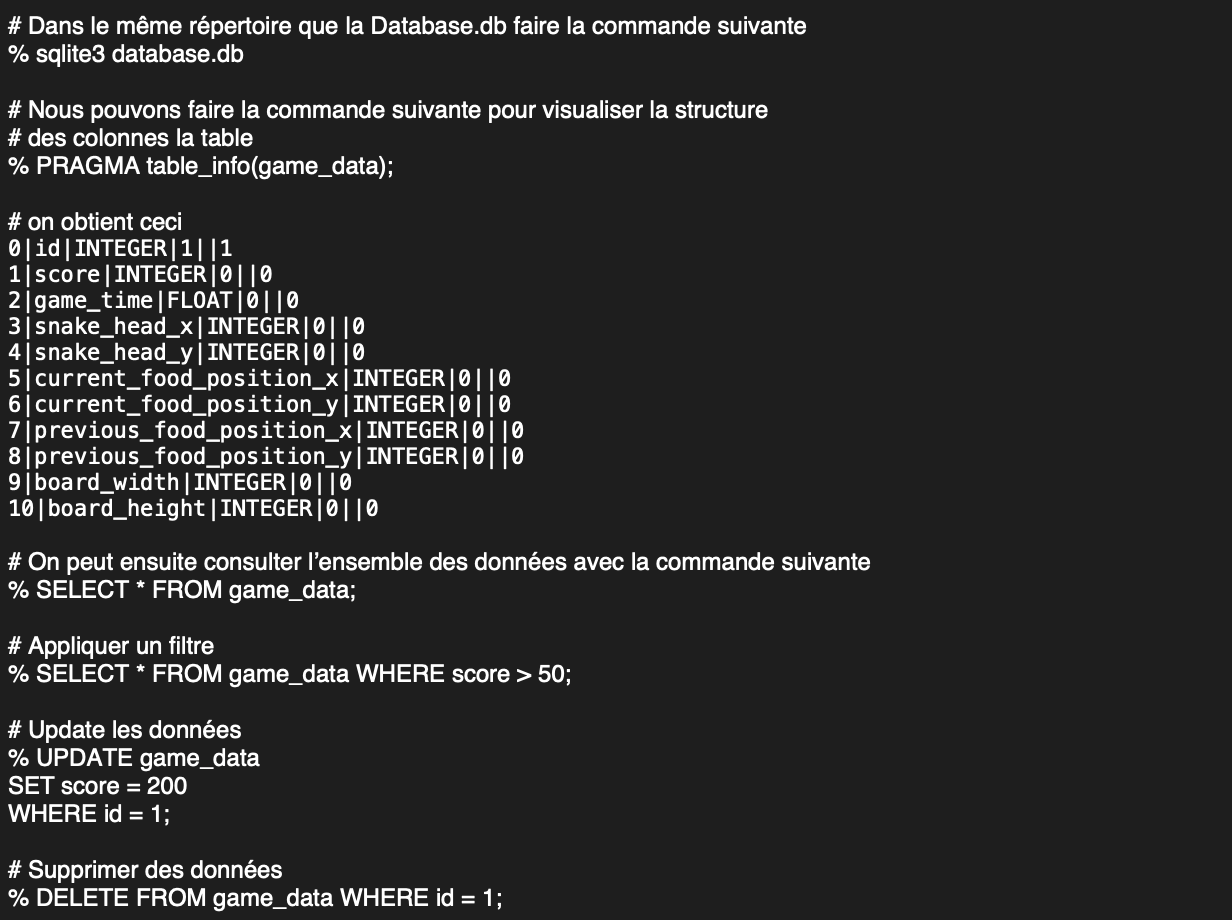 # Dans le même répertoire que la Database.db faire la commande suivante
% sqlite3 database.db
# Nous pouvons faire la commande suivante pour visualiser la structure
# des colonnes la table
% PRAGMA table_info(game_data);
# on obtient ceci
0|id|INTEGER|1||1
1|score|INTEGER|0||0
2|game_time|FLOAT|0||0
3|snake_head_x|INTEGER|0||0
4|snake_head_y|INTEGER|0||0
5|current_food_position_x|INTEGER|0||0
6|current_food_position_y|INTEGER|0||0
7|previous_food_position_x|INTEGER|0||0
8|previous_food_position_y|INTEGER|0||0
9|board_width|INTEGER|0||0
10|board_height|INTEGER|0||0
# On peut ensuite consulter l’ensemble des données avec la commande suivante
% SELECT * FROM game_data;
# Appliquer un filtre
% SELECT * FROM game_data WHERE score > 50;
# Update les données
% UPDATE game_data
SET score = 200
WHERE id = 1;
# Supprimer des données
% DELETE FROM game_data WHERE id = 1;